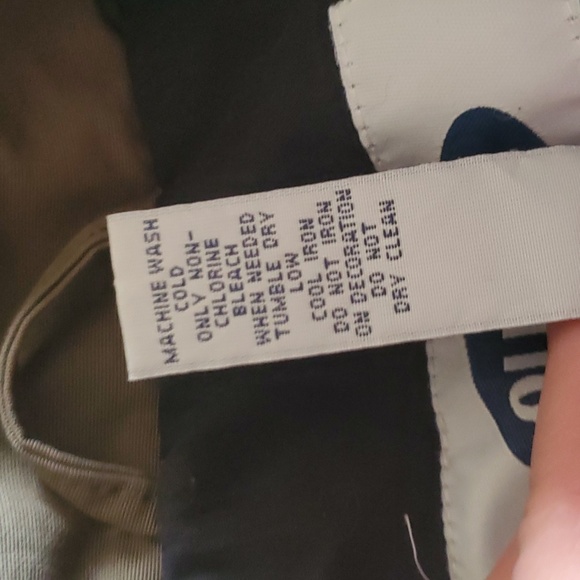 MACHINE WASH
COLD
ONLY NON-
CHLORINE
BLEACH
WHEN NEEDED
TUMBLE DRY
LOW
COOL IRON
DO NOT IRON
ON DECORATION
DO NOT
DRY CLEAN